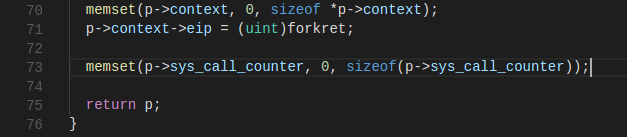 70 memset(p->context, 0, sizeof *p->context);
71 p->context->eip = (uint)forkret;
72
73 memset(p->sys_call_counter, 0, sizeof(p->sys_call_counter));
74
75 return p;
76 }